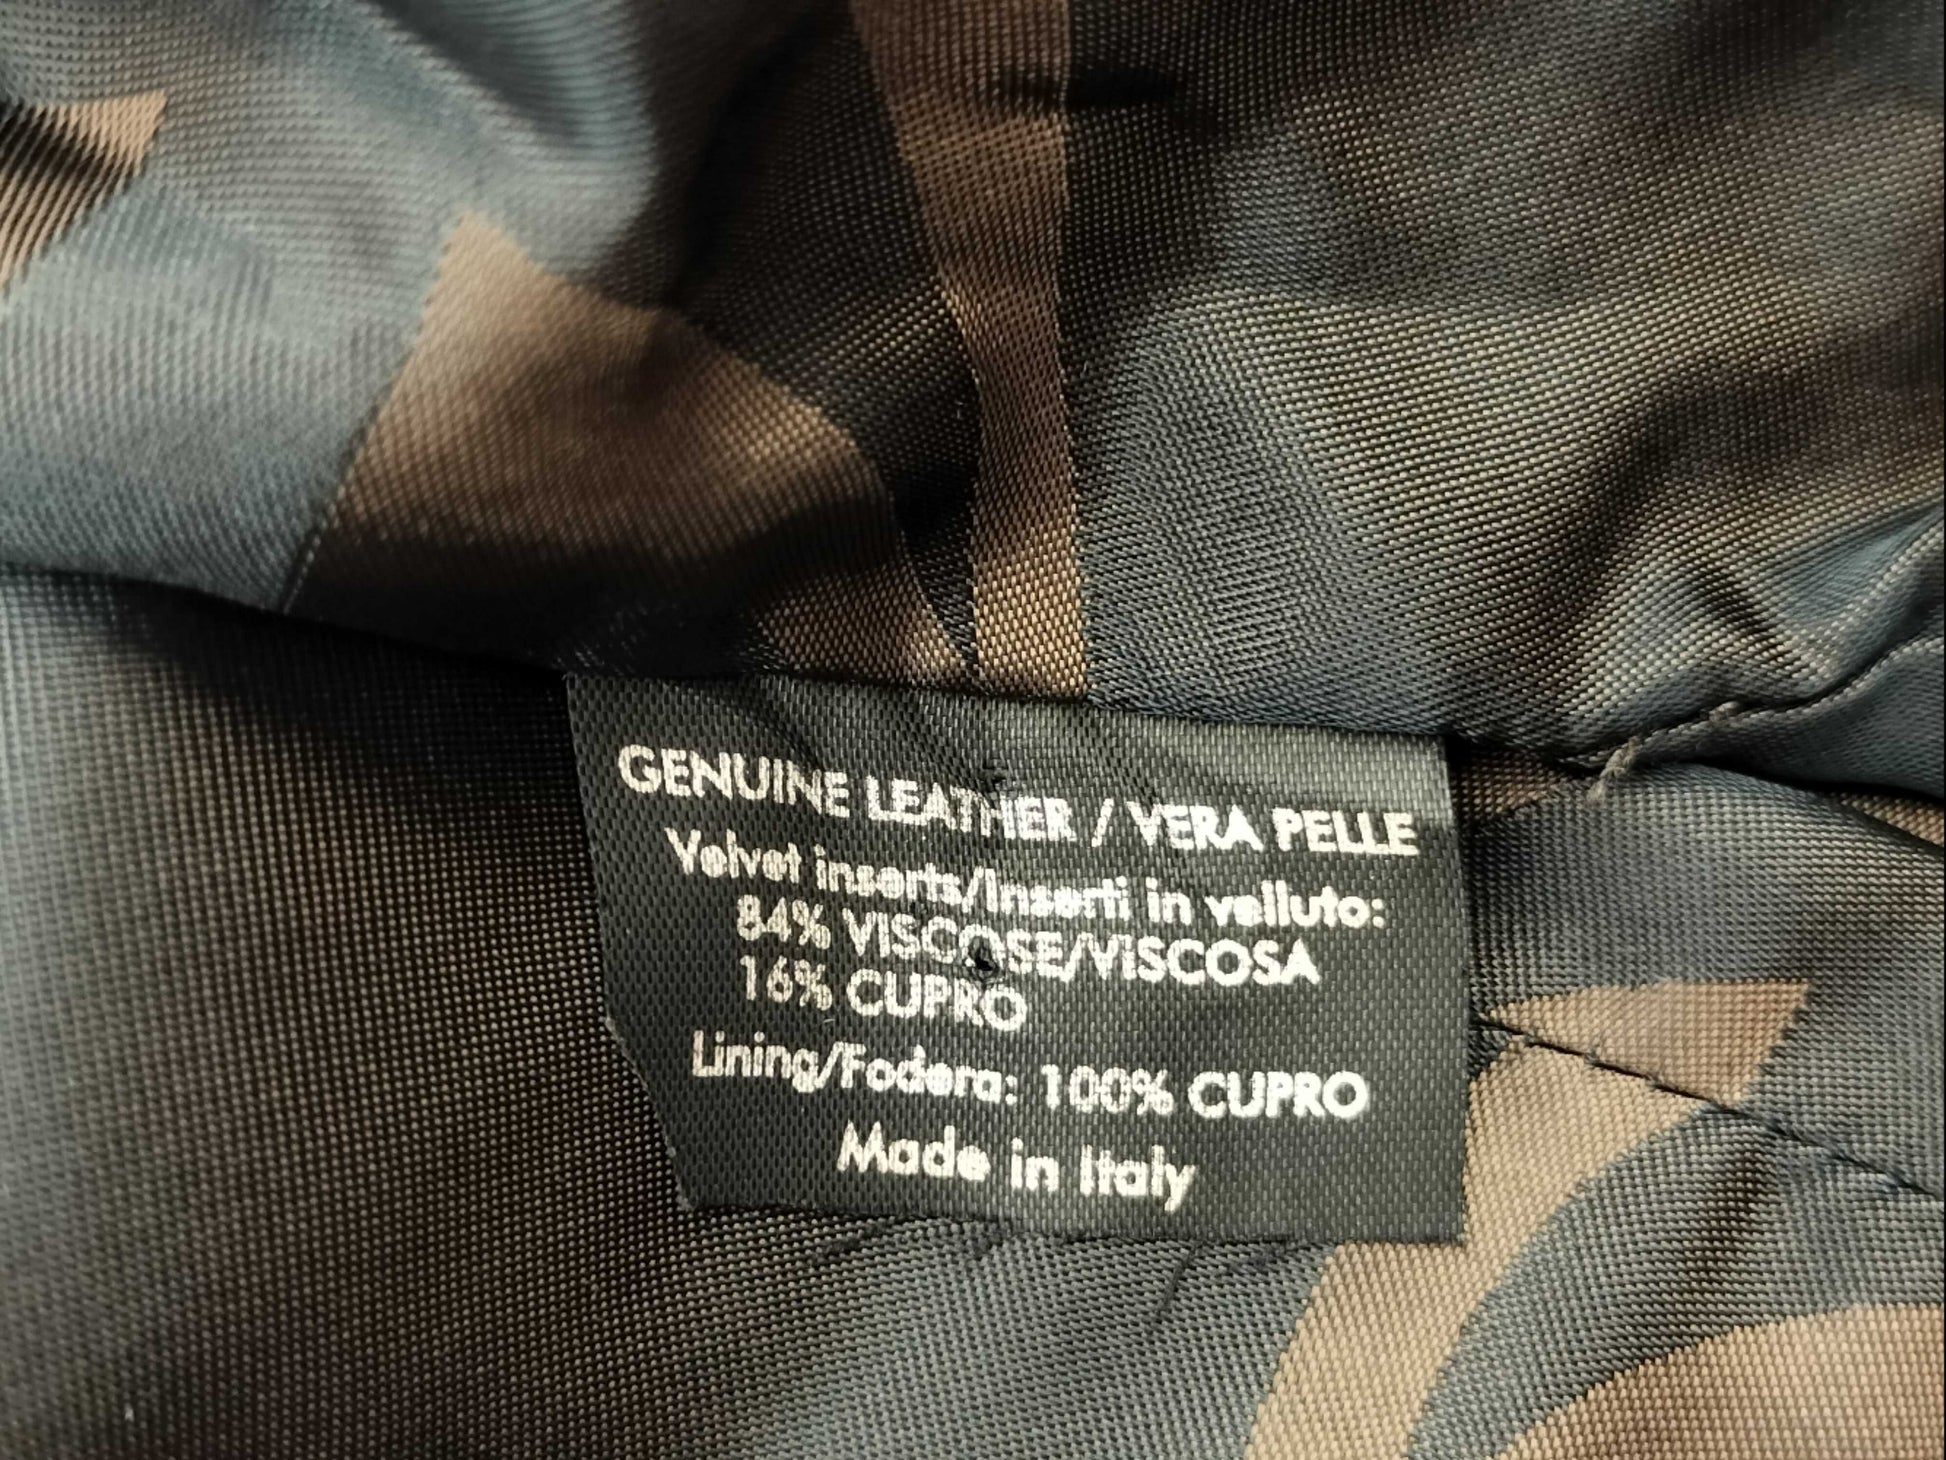 GENUINE LEATHER / VERA PELLE
Velvet inserts/Inserti in velluto:
84% VISCOSE/VISCOSA
16% CUPRO
Lining/Fodera: 100% CUPRO
Made in Italy